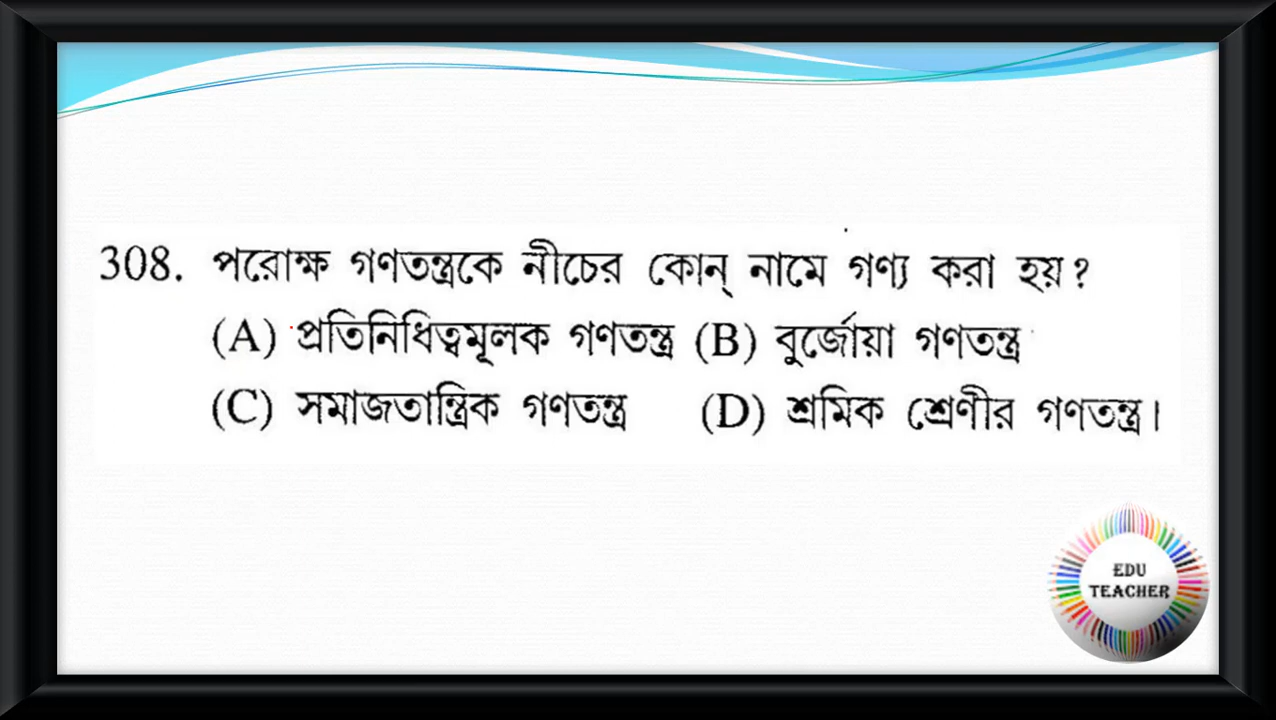 308. পরোক্ষ গণতন্ত্রকে নীচের কোন্ নামে গণ্য করা হয় ?
(A) প্রতিনিধিত্বমূলক গণতন্ত্র (B) বুর্জোয়া গণতন্ত্র
(C) সমাজতান্ত্রিক গণতন্ত্র (D) শ্রমিক শ্রেণীর গণতন্ত্র।
EDU
TEACHER